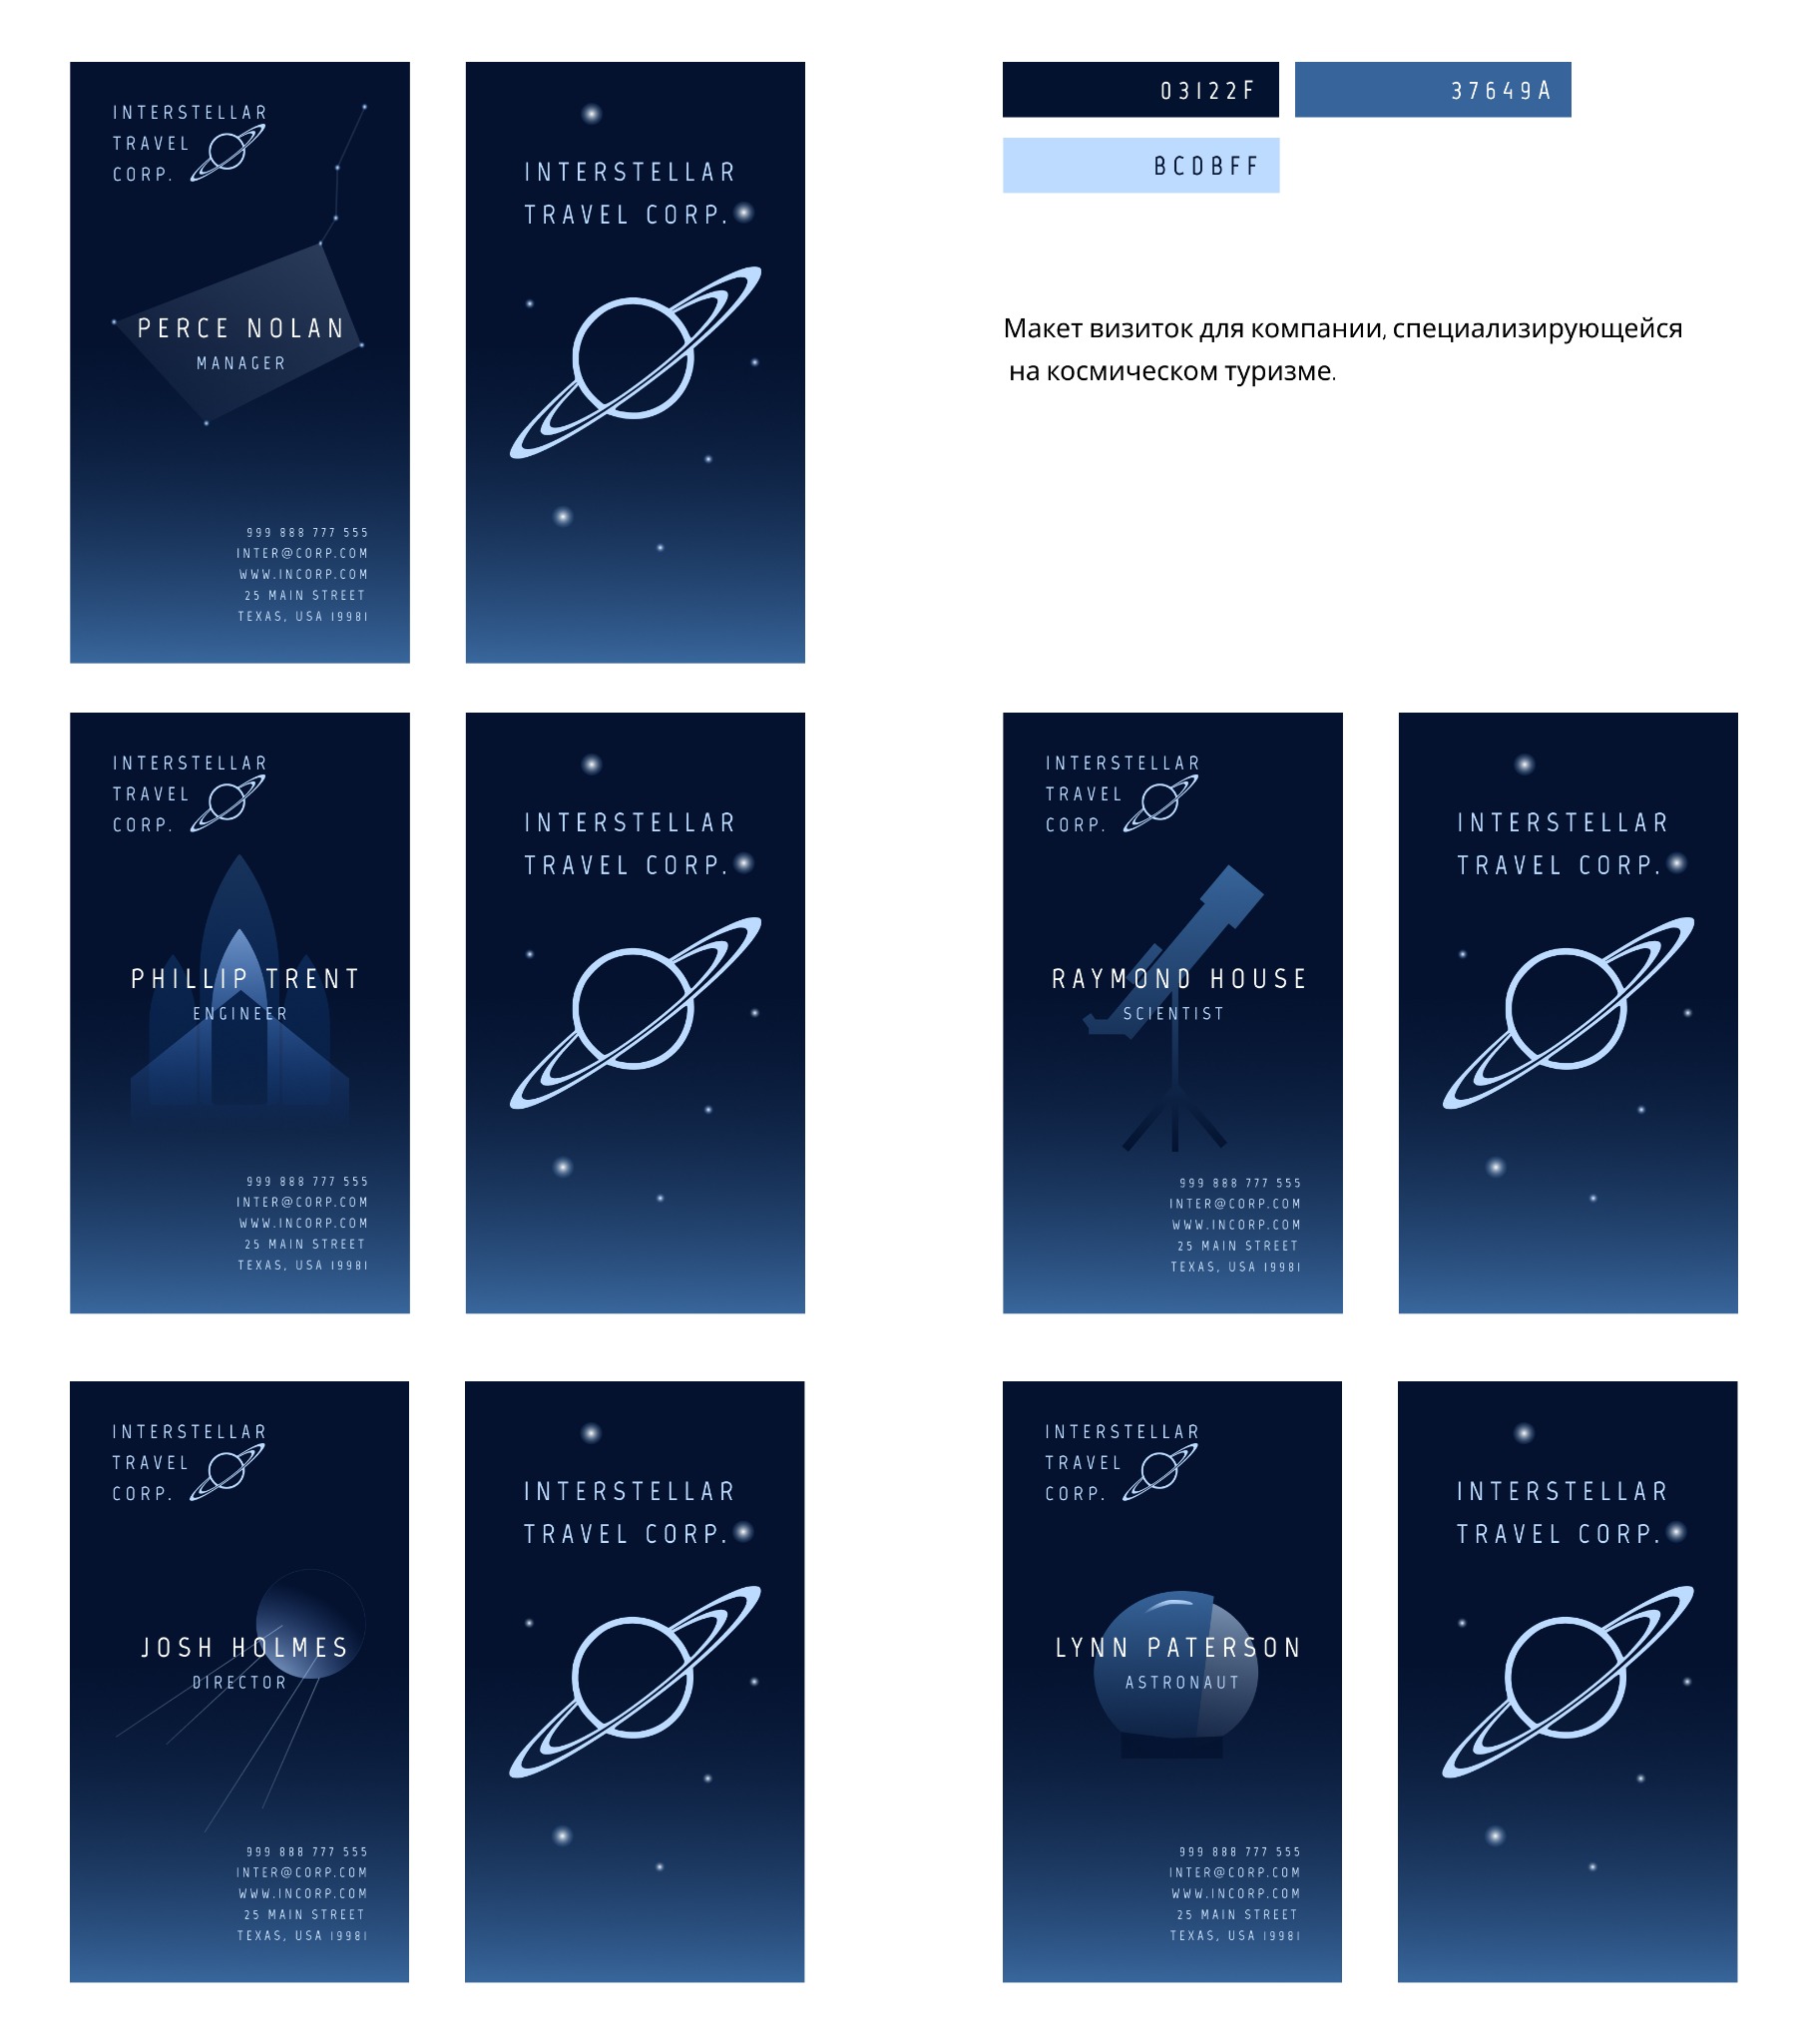 INTERSTELLAR
TRAVEL
CORP.
PERCE NOLAN
MANAGER
999 888 777 555
INTER@CORP.COM
WWW.INCORP.COM
25 MAIN STREET
TEXAS, USA 19981
INTERSTELLAR
TRAVEL CORP.
03122F
37649A
BCDBFF
Макет визиток для компании, специализирующейся
на космическом туризме.
INTERSTELLAR
TRAVEL
CORP.
PHILLIP TRENT
ENGINEER
999 888 777 555
INTER@CORP.COM
WWW.INCORP.COM
25 MAIN STREET
TEXAS, USA 19981
INTERSTELLAR
TRAVEL CORP.
INTERSTELLAR
TRAVEL
CORP.
RAYMOND HOUSE
SCIENTIST
999 888 777 555
INTER@CORP.COM
WWW.INCORP.COM
25 MAIN STREET
TEXAS, USA 19981
INTERSTELLAR
TRAVEL CORP.
INTERSTELLAR
TRAVEL
CORP.
JOSH HOLMES
DIRECTOR
999 888 777 555
INTER@CORP.COM
WWW.INCORP.COM
25 MAIN STREET
TEXAS, USA 19981
INTERSTELLAR
TRAVEL CORP.
INTERSTELLAR
TRAVEL
CORP.
LYNN PATERSON
ASTRONAUT
999 888 777 555
INTER@CORP.COM
WWW.INCORP.COM
25 MAIN STREET
TEXAS, USA 19981
INTERSTELLAR
TRAVEL CORP.